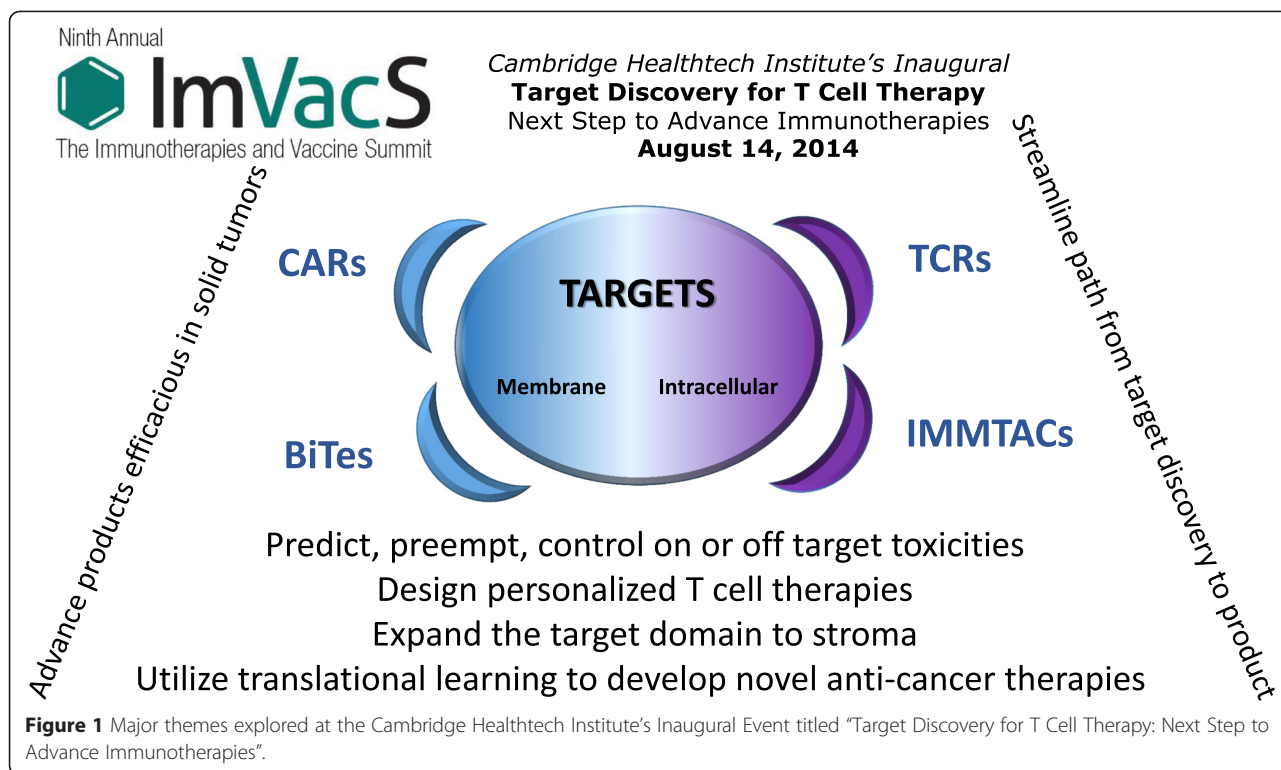 Ninth Annual
ImVacS
The Immunotherapies and Vaccine Summit
Cambridge Healthtech Institute's Inaugural
Target Discovery for T Cell Therapy
Next Step to Advance Immunotherapies
August 14, 2014
Advance products efficacious in solid tumors
Streamline path from target discovery to product
CARs
TCRs
TARGETS
Membrane
Intracellular
BiTes
IMMTACs
Predict, preempt, control on or off target toxicities
Design personalized T cell therapies
Expand the target domain to stroma
Utilize translational learning to develop novel anti-cancer therapies
Figure 1 Major themes explored at the Cambridge Healthtech Institute's Inaugural Event titled “Target Discovery for T Cell Therapy: Next Step to
Advance Immunotherapies”.